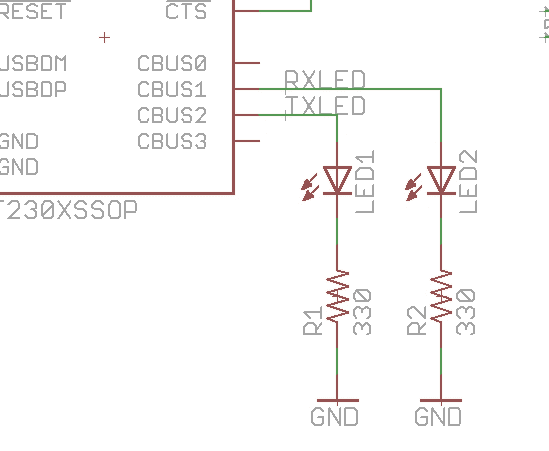 RESET
CTS
USBDM
CBUS0
USBDP
CBUS1
RXLED
CBUS2
TXLED
GND
CBUS3
GND
T230XSSOP
LED1
LED2
R1
330
R2
330
GND
GND